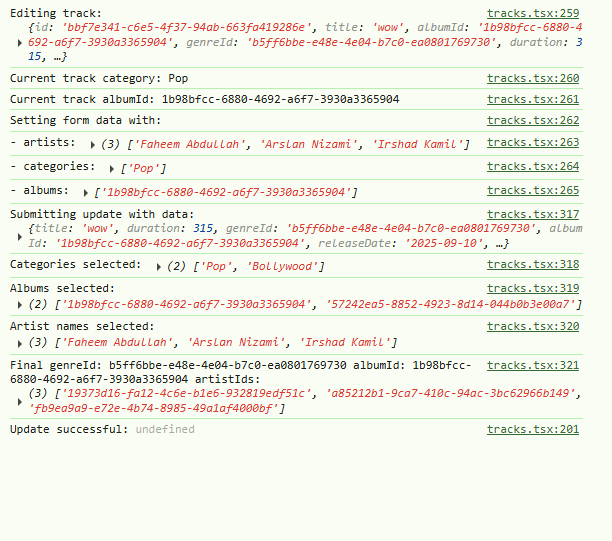 Editing track: tracks.tsx:259
{id: 'bbf7e341-c6e5-4f37-94ab-663fa419286e', title: 'wow', albumId: '1b98bfcc-6880-4
692-a6f7-3930a3365904', genreId: 'b5ff6bbe-e48e-4e04-b7c0-ea0801769730', duration: 3
15, …}
Current track category: Pop tracks.tsx:260
Current track albumId: 1b98bfcc-6880-4692-a6f7-3930a3365904 tracks.tsx:261
Setting form data with: tracks.tsx:262
- artists: (3) ['Faheem Abdullah', 'Arslan Nizami', 'Irshad Kamil'] tracks.tsx:263
- categories: ['Pop'] tracks.tsx:264
- albums: ['1b98bfcc-6880-4692-a6f7-3930a3365904'] tracks.tsx:265
Submitting update with data: tracks.tsx:317
{title: 'wow', duration: 315, genreId: 'b5ff6bbe-e48e-4e04-b7c0-ea0801769730', album
Id: '1b98bfcc-6880-4692-a6f7-3930a3365904', releaseDate: '2025-09-10', …}
Categories selected: (2) ['Pop', 'Bollywood'] tracks.tsx:318
Albums selected: tracks.tsx:319
(2) ['1b98bfcc-6880-4692-a6f7-3930a3365904', '57242ea5-8852-4923-8d14-044b0b3e00a7']
Artist names selected: tracks.tsx:320
(3) ['Faheem Abdullah', 'Arslan Nizami', 'Irshad Kamil']
Final genreId: b5ff6bbe-e48e-4e04-b7c0-ea0801769730 albumId: 1b98bfcc- tracks.tsx:321
6880-4692-a6f7-3930a3365904 artistIds:
(3) ['19373d16-fa12-4c6e-b1e6-932819edf51c', 'a85212b1-9ca7-410c-94ac-3bc62966b149',
'fb9ea9a9-e72e-4b74-8985-49a1af4000bf']
Update successful: undefined tracks.tsx:201